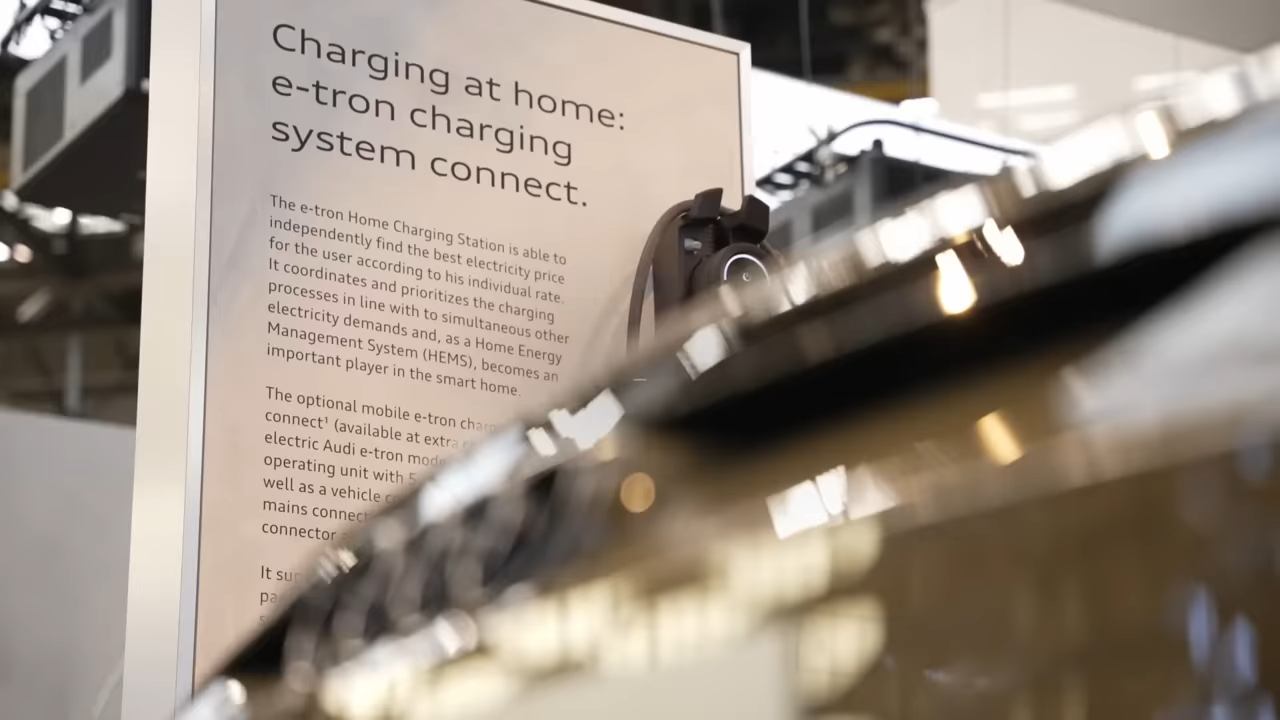 Charging at home:
e-tron charging
system connect.
The e-tron Home Charging Station is able to
independently find the best electricity price
for the user according to his individual rate.
It coordinates and prioritizes the charging
processes in line with to simultaneous other
electricity demands and, as a Home Energy
Management System (HEMS), becomes an
important player in the smart home.
The optional mobile e-tron
connect¹ (available at extra
electric Audi e-tron
operating unit with
well as a vehicle
mains
connector
It